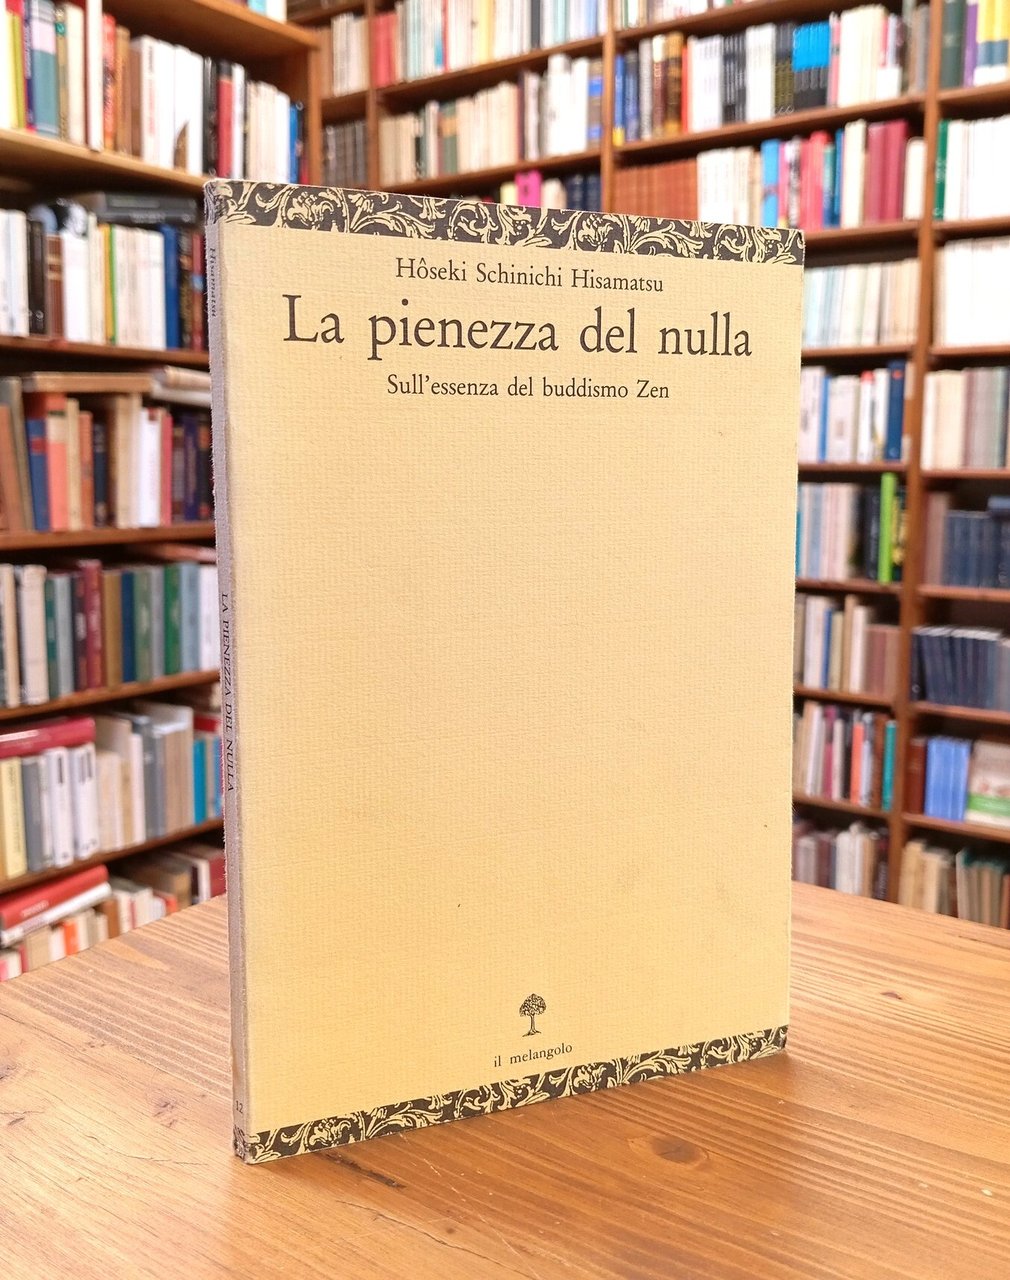 Hôseki Schinichi Hisamatsu
La pienezza del nulla
Sull'essenza del buddismo Zen
il melangolo
Hisamatsu
LA PIENEZZA DEL NULLA
12